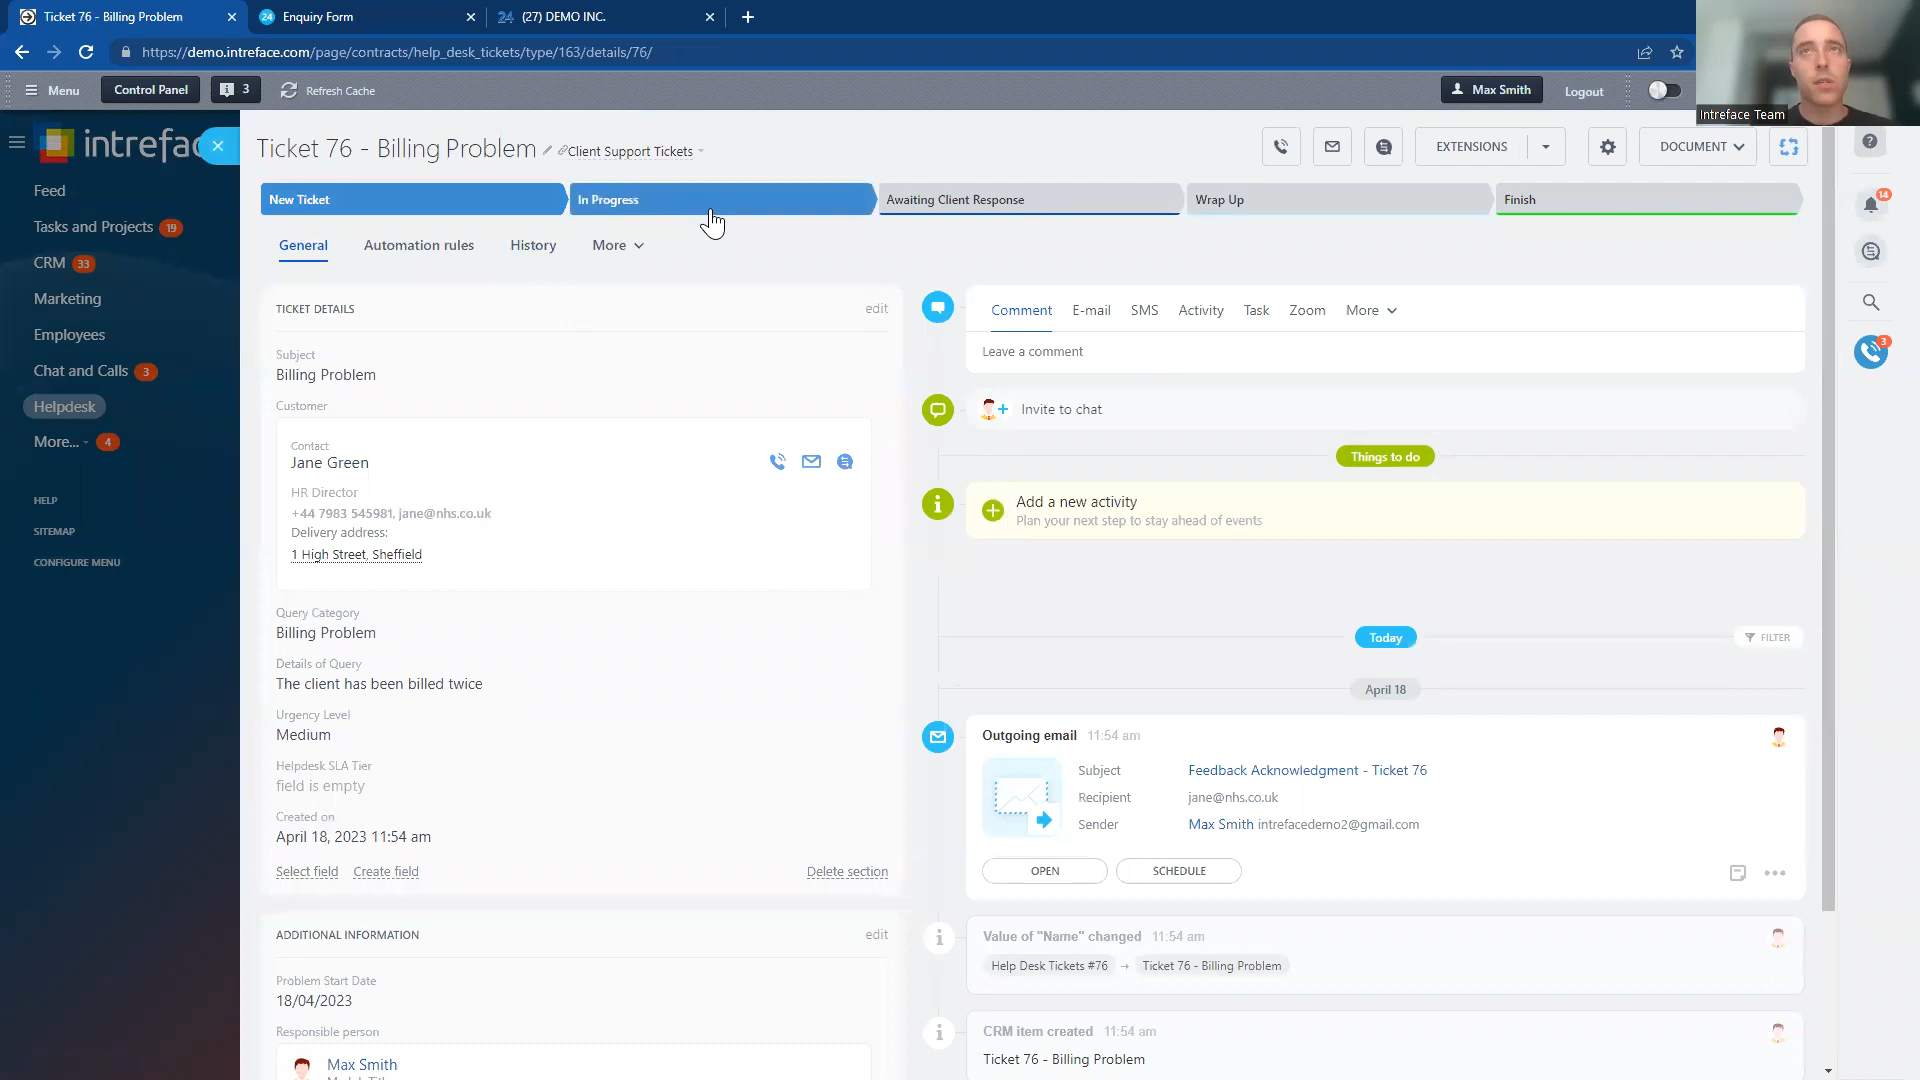 Ticket 76 - Billing Problem
Enquiry Form
(27) DEMO INC.
https://demo.intreface.com/page/contracts/help_desk_tickets/type/163/details/76/
Menu
Control Panel
3
Refresh Cache
Max Smith
Logout
Intreface Team
intreface
Feed
Tasks and Projects 19
CRM 33
Marketing
Employees
Chat and Calls 3
Helpdesk
More... 4
HELP
SITEMAP
CONFIGURE MENU
Ticket 76 - Billing Problem
Client Support Tickets
EXTENSIONS
DOCUMENT
New Ticket
In Progress
Awaiting Client Response
Wrap Up
Finish
General
Automation rules
History
More
TICKET DETAILS
edit
Subject
Billing Problem
Customer
Contact
Jane Green
HR Director
+44 7983 545981, jane@nhs.co.uk
Delivery address:
1 High Street, Sheffield
Query Category
Billing Problem
Details of Query
The client has been billed twice
Urgency Level
Medium
Helpdesk SLA Tier
field is empty
Created on
April 18, 2023 11:54 am
Select field
Create field
Delete section
ADDITIONAL INFORMATION
edit
Problem Start Date
18/04/2023
Responsible person
Max Smith
Comment
E-mail
SMS
Activity
Task
Zoom
More
Leave a comment
Invite to chat
Things to do
Add a new activity
Plan your next step to stay ahead of events
Today
FILTER
April 18
Outgoing email 11:54 am
Subject Feedback Acknowledgment - Ticket 76
Recipient jane@nhs.co.uk
Sender Max Smith intrefacedemo2@gmail.com
OPEN
SCHEDULE
Value of "Name" changed 11:54 am
Help Desk Tickets #76 → Ticket 76 - Billing Problem
CRM item created 11:54 am
Ticket 76 - Billing Problem
14
3